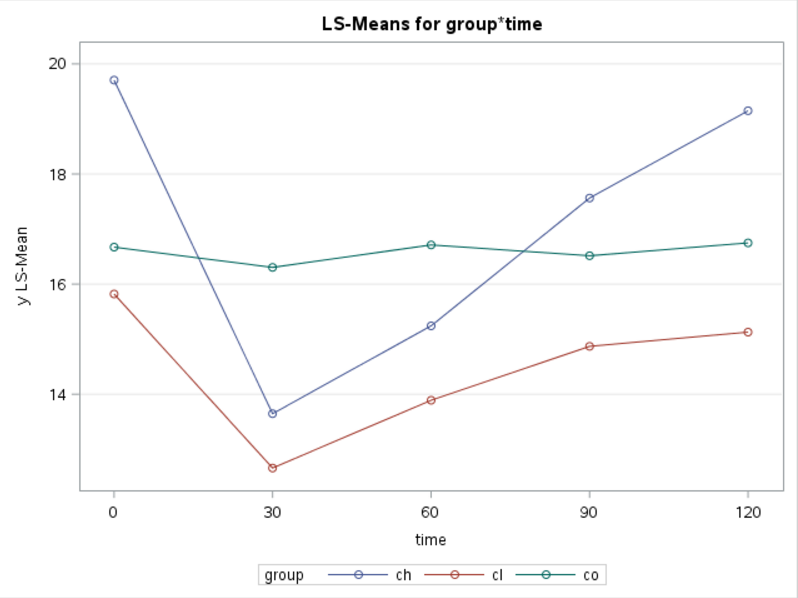 LS-Means for group*time
20
18
16
14
y LS-Mean
0 30 60 90 120
time
group ch cl co